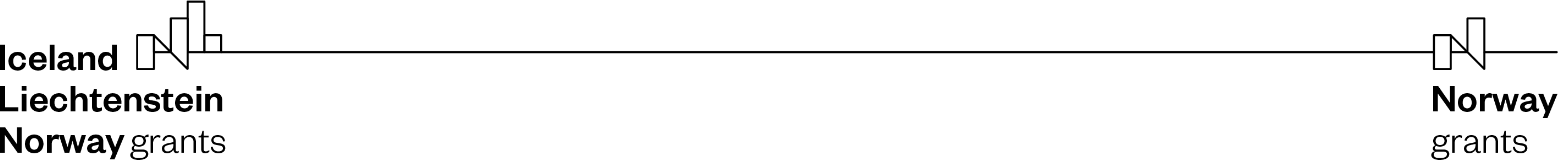 Iceland
Liechtenstein
Norway grants
Norway
grants